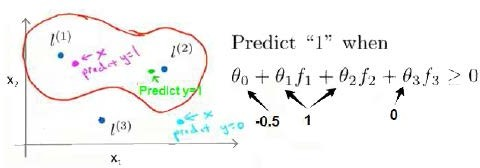 l⁽¹⁾
← x
predict y=1
l⁽²⁾
Predict y=1
x₂
l⁽³⁾
← x
predict y=0
x₁
Predict “1” when
θ₀ + θ₁f₁ + θ₂f₂ + θ₃f₃ ≥ 0
-0.5 1 0